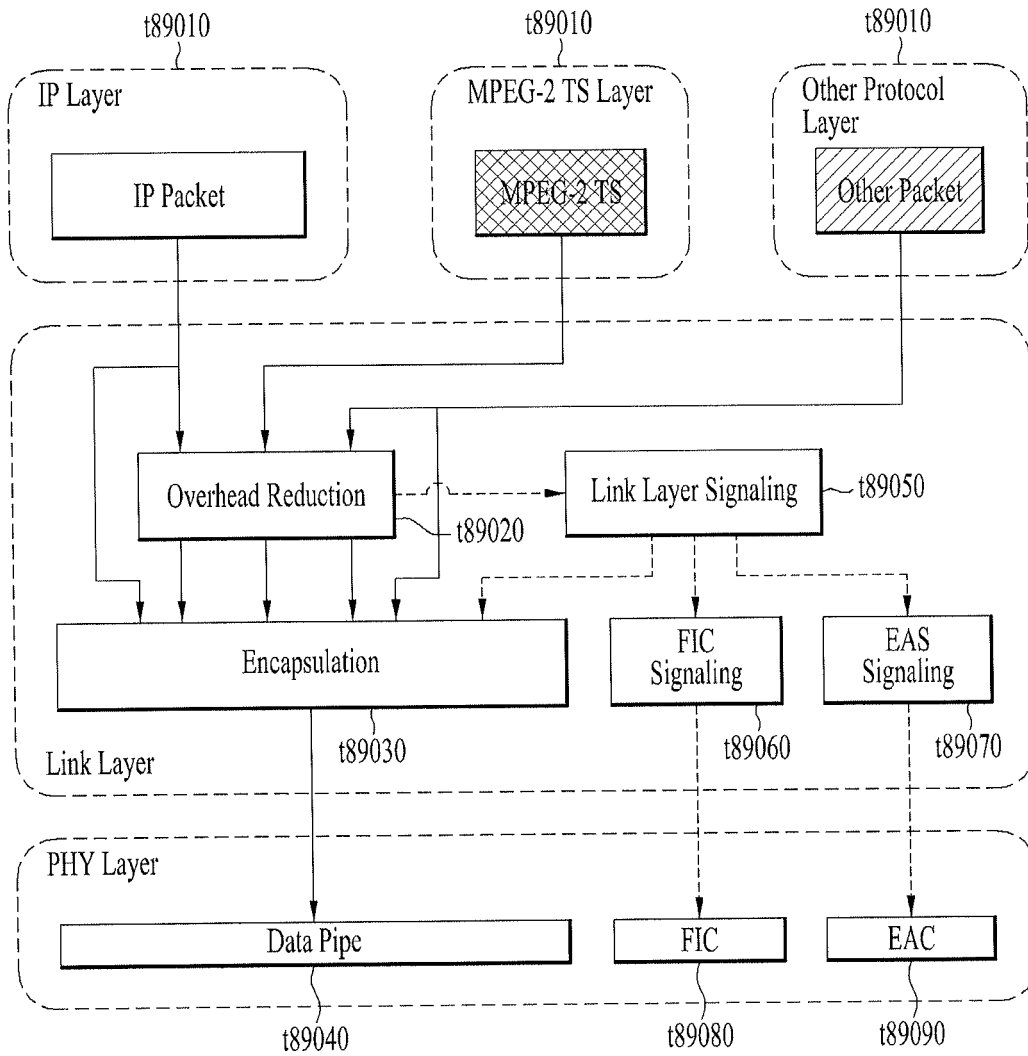 t89010
t89010
t89010
IP Layer
MPEG-2 TS Layer
Other Protocol
Layer
IP Packet
MPEG-2 TS
Other Packet
Overhead Reduction
t89020
Link Layer Signaling
t89050
Encapsulation
t89030
FIC
Signaling
t89060
EAS
Signaling
t89070
Link Layer
PHY Layer
Data Pipe
FIC
EAC
t89040
t89080
t89090